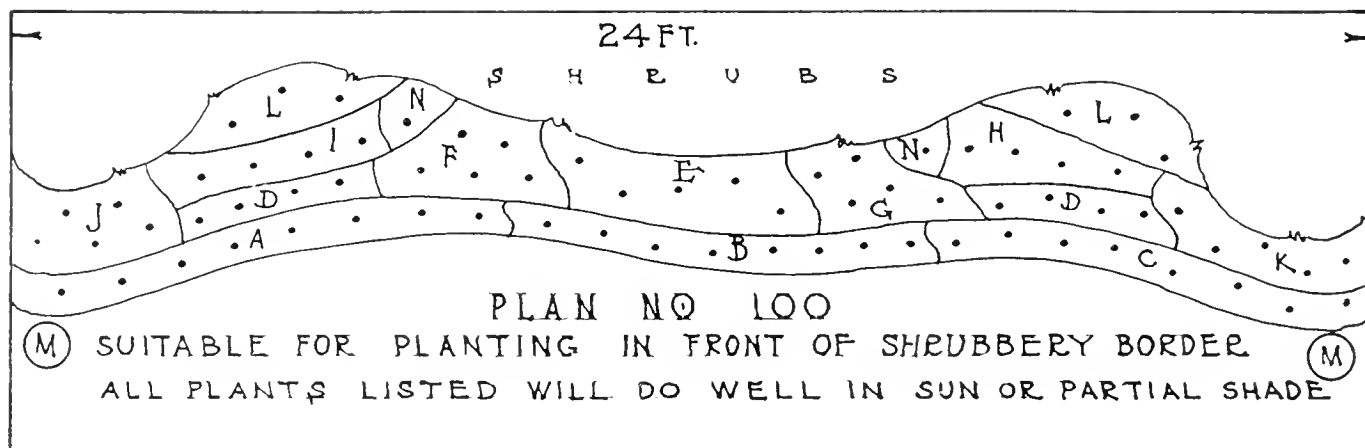 24 FT.
S H R U B S
L N I F J D A E B G N H L D C K
PLAN NO 100
M SUITABLE FOR PLANTING IN FRONT OF SHRUBBERY BORDER M
ALL PLANTS LISTED WILL DO WELL IN SUN OR PARTIAL SHADE